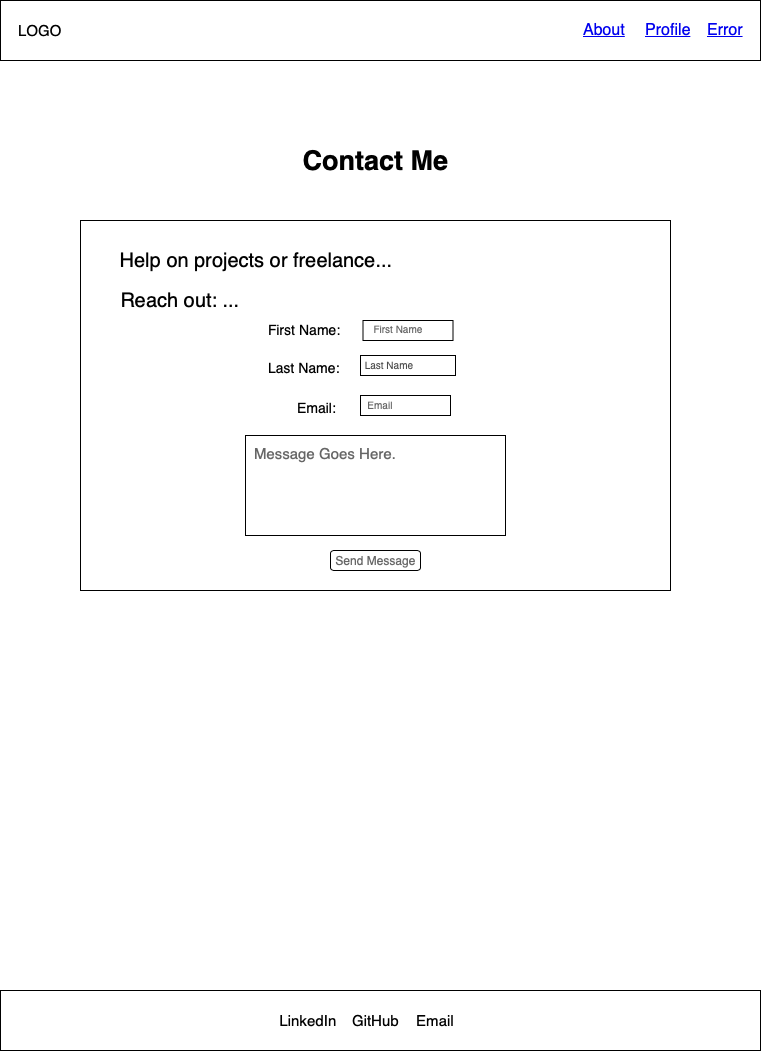 LOGO About Profile Error
Contact Me
Help on projects or freelance...
Reach out: ...
First Name: First Name
Last Name: Last Name
Email: Email
Message Goes Here.
Send Message
LinkedIn GitHub Email